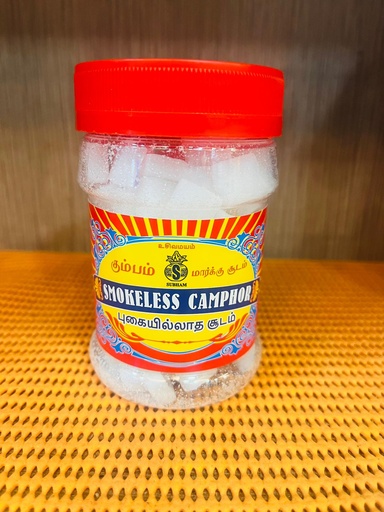 உ சிவமயம்
கும்பம் மார்க்கு சூடம்
S
SUBHAM
SMOKELESS CAMPHOR
புகையில்லாத சூடம்